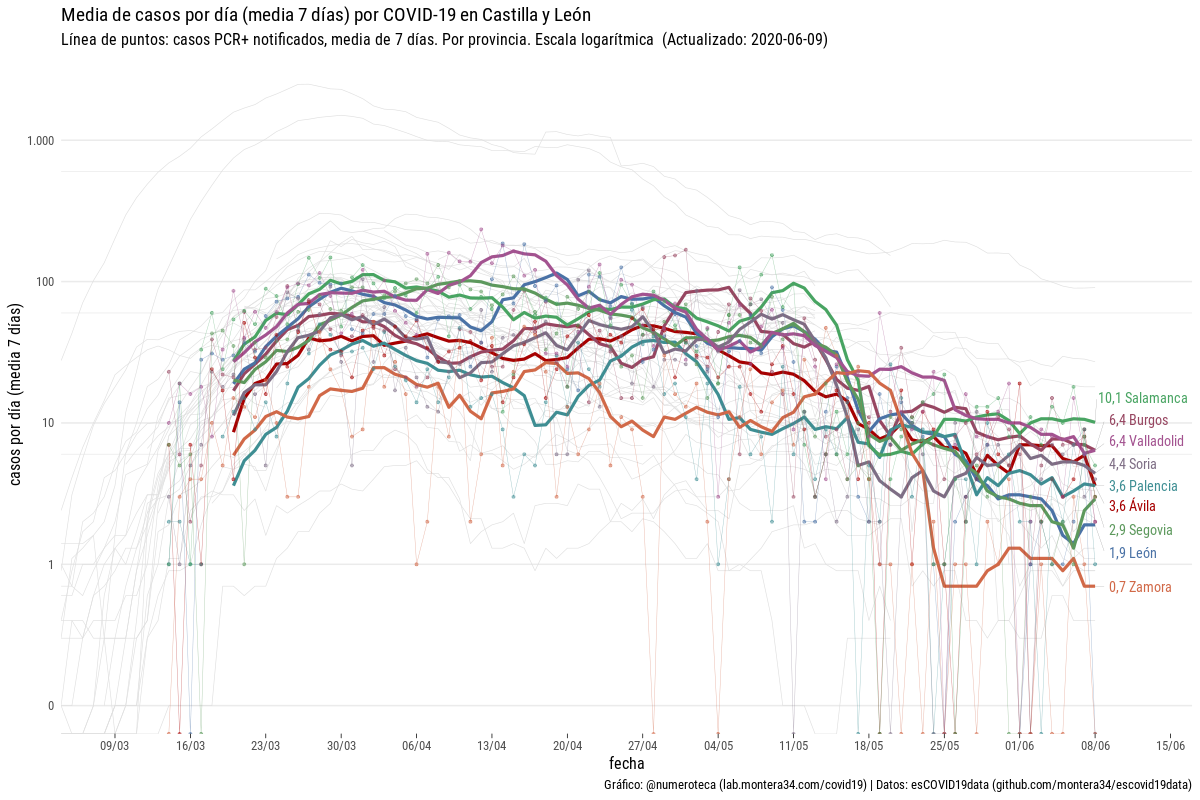 Media de casos por día (media 7 días) por COVID-19 en Castilla y León
Línea de puntos: casos PCR+ notificados, media de 7 días. Por provincia. Escala logarítmica (Actualizado: 2020-06-09)
casos por día (media 7 días)
1.000
100
10
1
0
10,1 Salamanca
6,4 Burgos
6,4 Valladolid
4,4 Soria
3,6 Palencia
3,6 Ávila
2,9 Segovia
1,9 León
0,7 Zamora
09/03 16/03 23/03 30/03 06/04 13/04 20/04 27/04 04/05 11/05 18/05 25/05 01/06 08/06 15/06
fecha
Gráfico: @numeroteca (lab.montera34.com/covid19) | Datos: esCOVID19data (github.com/montera34/escovid19data)